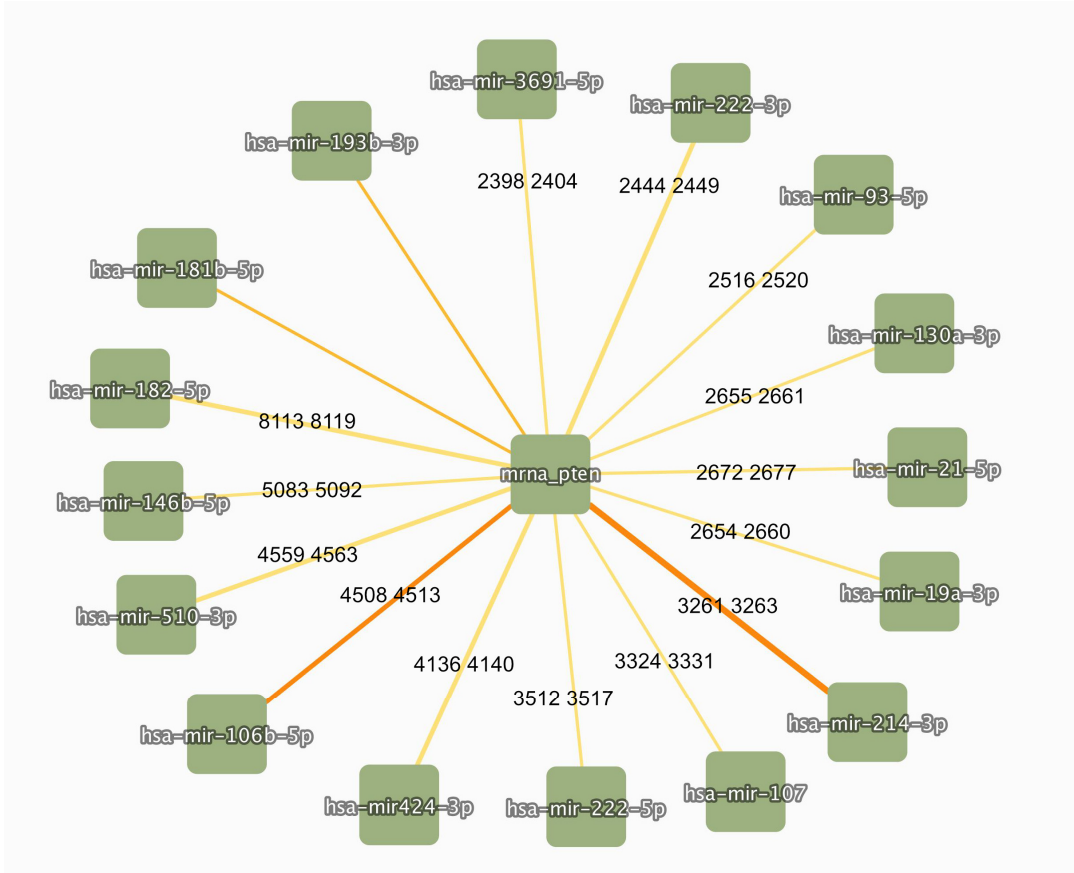 hsa-mir-3691-5p
hsa-mir-222-3p
hsa-mir-193b-3p
2398 2404
2444 2449
hsa-mir-93-5p
hsa-mir-181b-5p
2516 2520
hsa-mir-130a-3p
hsa-mir-182-5p
2655 2661
8113 8119
mrna_pten
2672 2677
hsa-mir-21-5p
hsa-mir-146b-5p
5083 5092
2654 2660
4559 4563
hsa-mir-19a-3p
4508 4513
3261 3263
hsa-mir-510-3p
4136 4140
3324 3331
3512 3517
hsa-mir-214-3p
hsa-mir-106b-5p
hsa-mir-107
hsa-mir424-3p
hsa-mir-222-5p